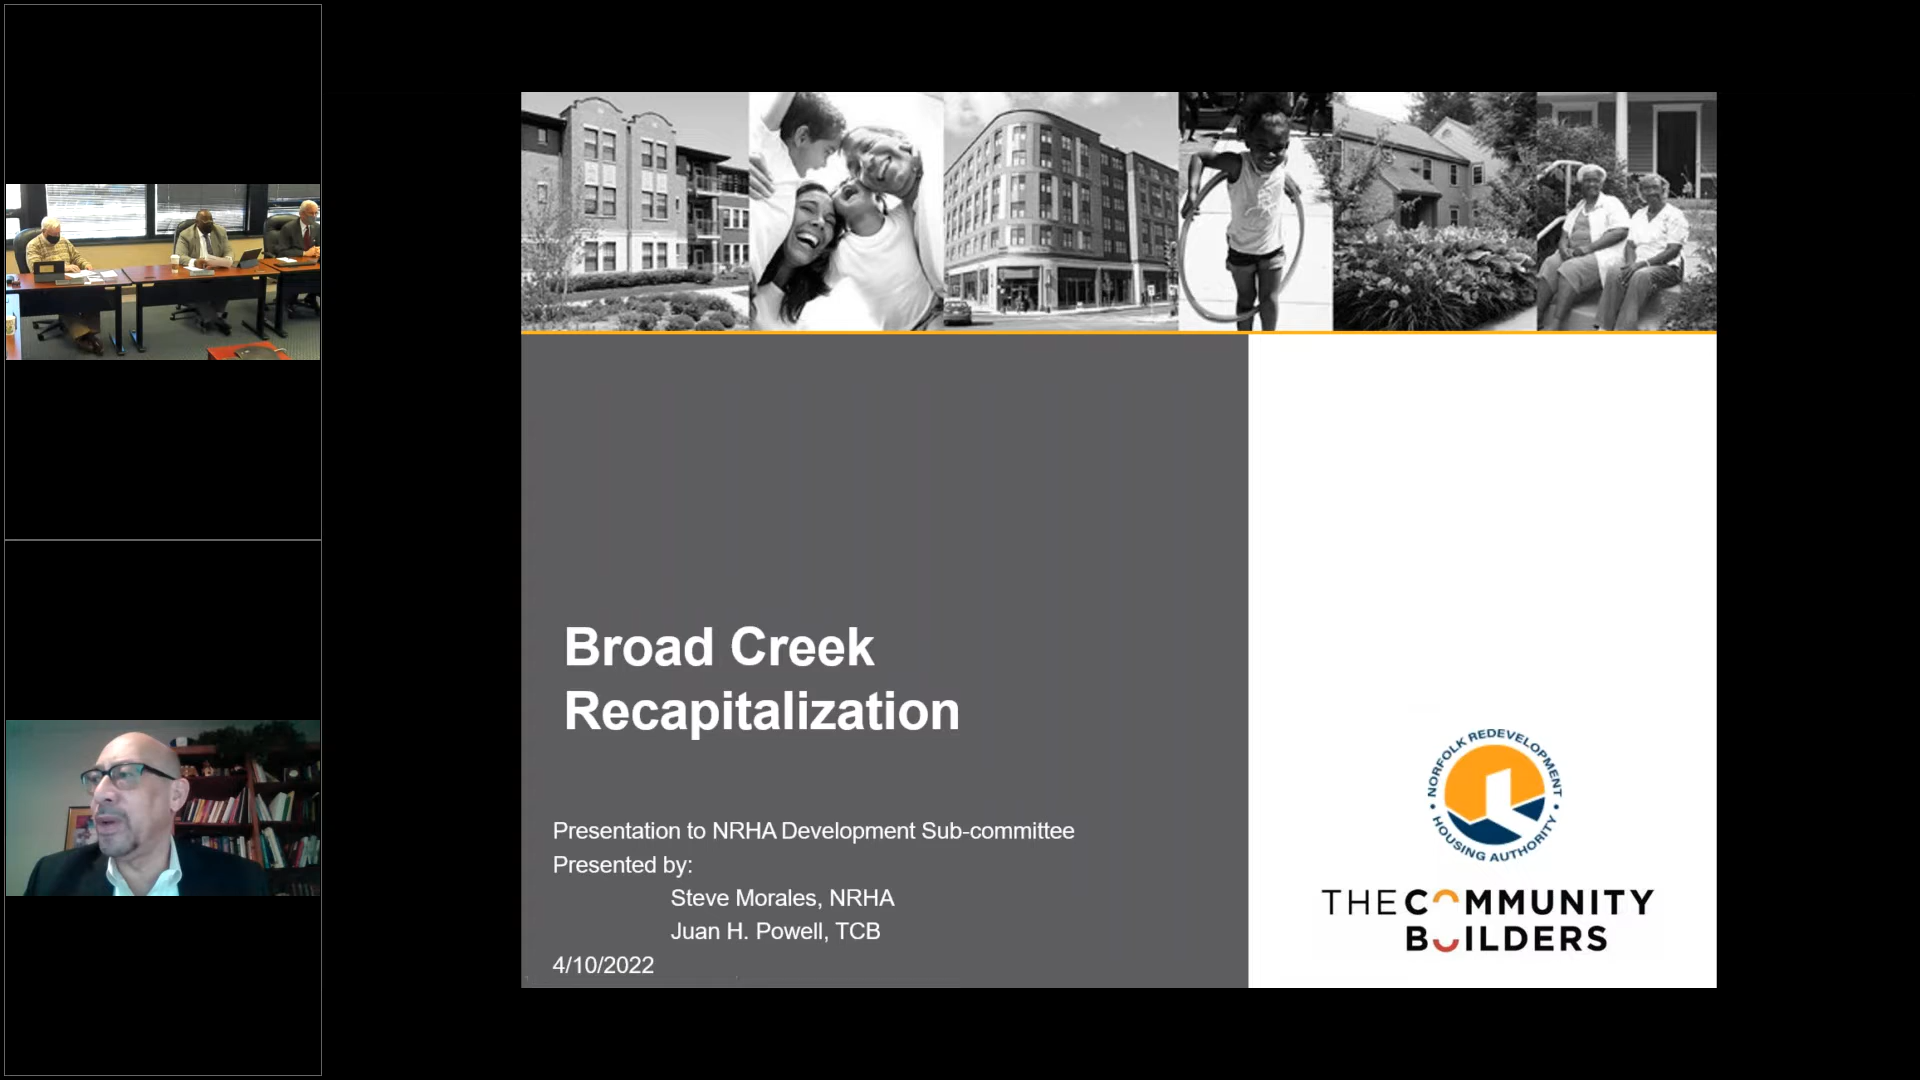 Broad Creek
Recapitalization
Presentation to NRHA Development Sub-committee
Presented by:
Steve Morales, NRHA
Juan H. Powell, TCB
4/10/2022
NORFOLK REDEVELOPMENT
• HOUSING AUTHORITY •
THE COMMUNITY
BUILDERS